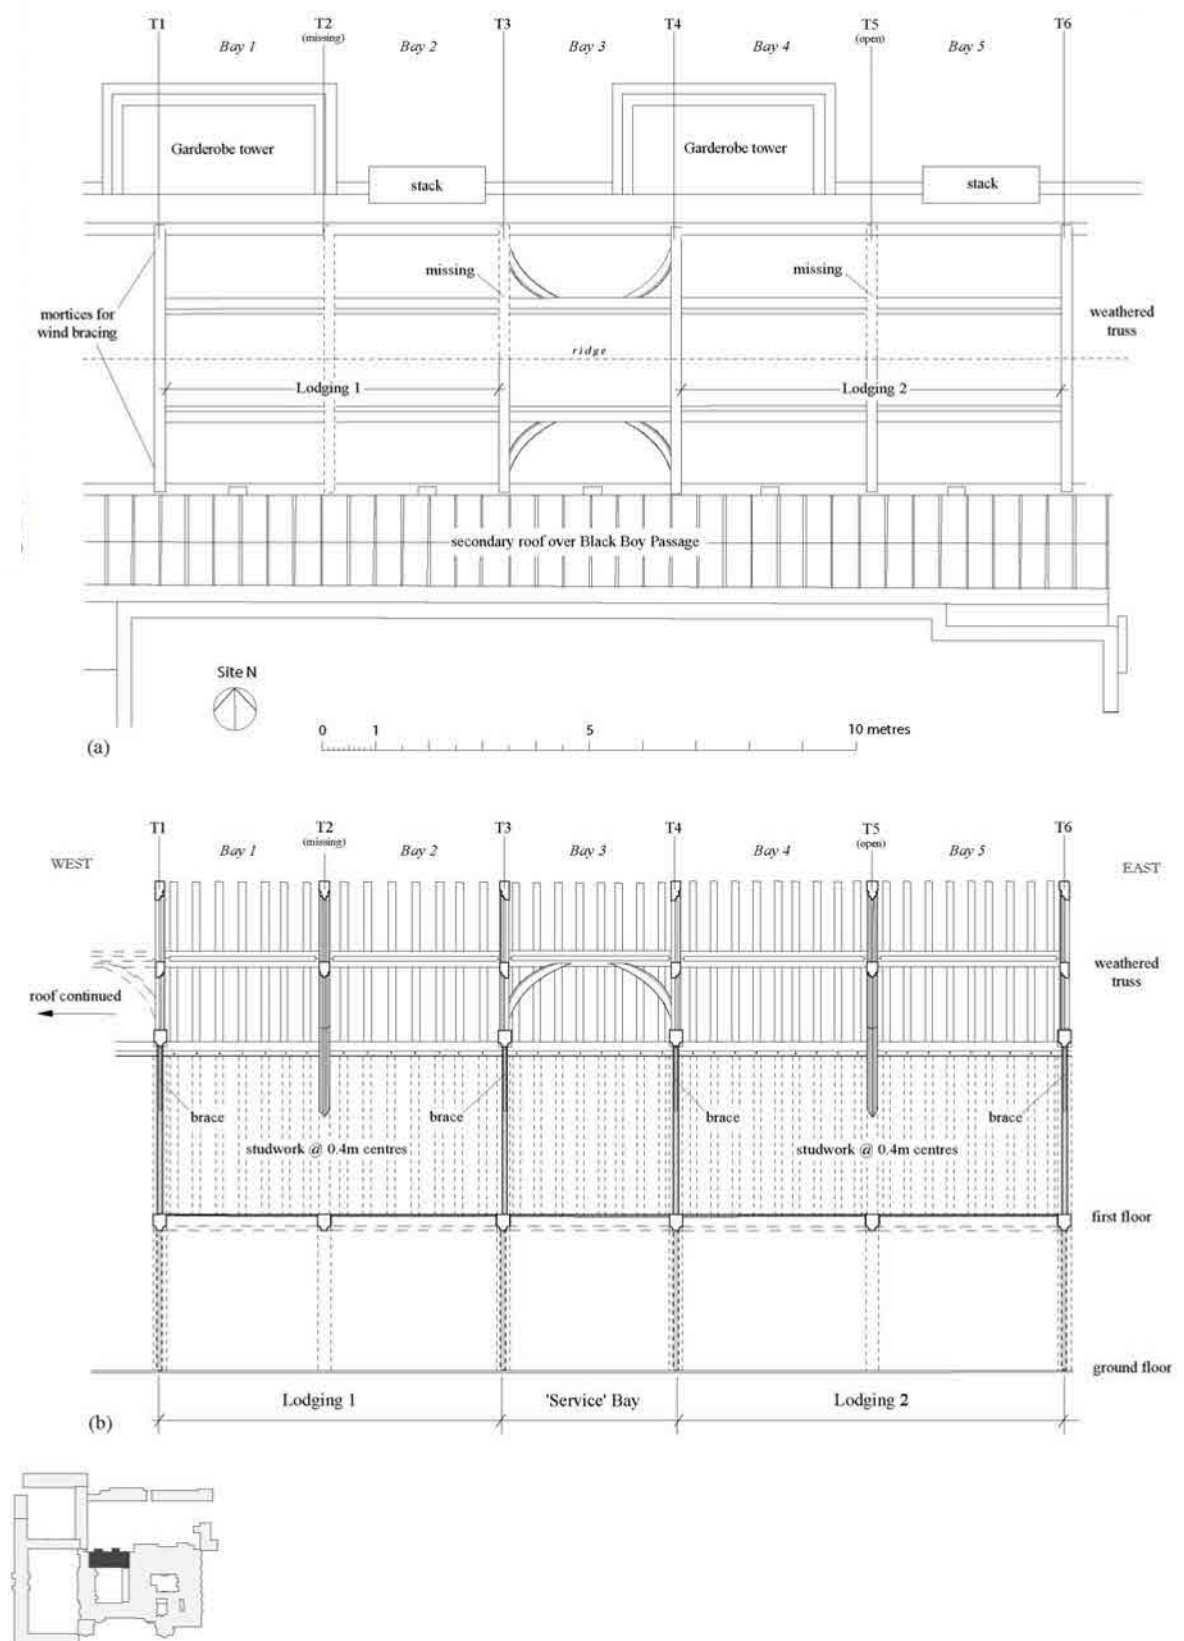 T1 T2 T3 T4 T5 T6
(missing) (open)
Bay 1 Bay 2 Bay 3 Bay 4 Bay 5
Garderobe tower Garderobe tower
stack stack
missing missing
mortices for
wind bracing
weathered
truss
ridge
Lodging 1 Lodging 2
secondary roof over Black Boy Passage
Site N
0 1 5 10 metres
(a)
T1 T2 T3 T4 T5 T6
(missing) (open)
Bay 1 Bay 2 Bay 3 Bay 4 Bay 5
WEST EAST
weathered
truss
roof continued
brace brace brace brace
studwork @ 0.4m centres studwork @ 0.4m centres
first floor
ground floor
Lodging 1 'Service' Bay Lodging 2
(b)